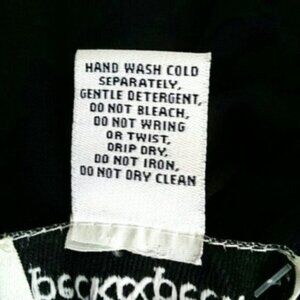 HAND WASH COLD
SEPARATELY,
GENTLE DETERGENT,
DO NOT BLEACH,
DO NOT WRING
OR TWIST,
DRIP DRY,
DO NOT IRON,
DO NOT DRY CLEAN